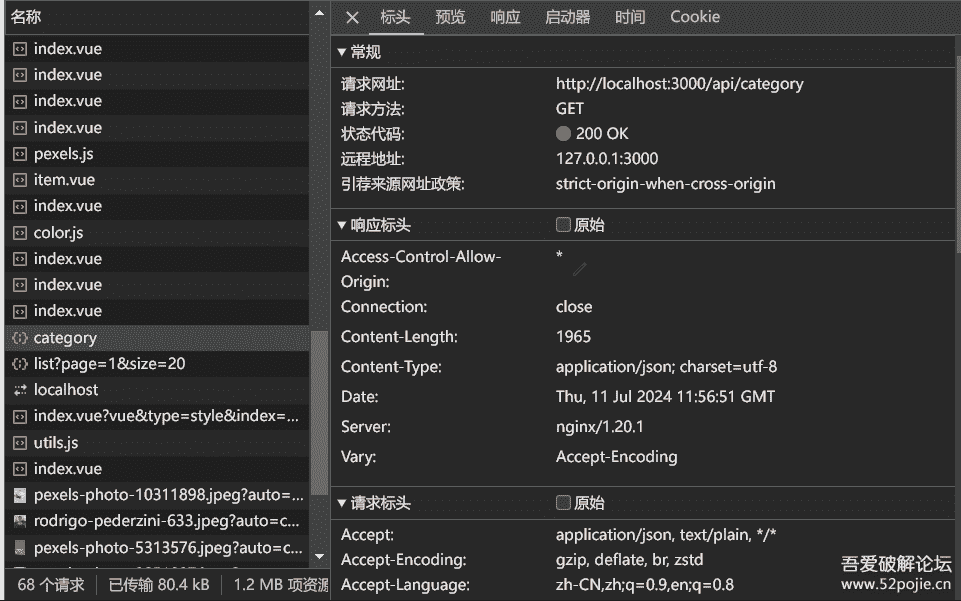 名称
index.vue
index.vue
index.vue
index.vue
pexels.js
item.vue
index.vue
color.js
index.vue
index.vue
index.vue
category
list?page=1&size=20
localhost
index.vue?vue&type=style&index=...
utils.js
index.vue
pexels-photo-10311898.jpeg?auto=...
rodrigo-pederzini-633.jpeg?auto=c...
pexels-photo-5313576.jpeg?auto=c...
68 个请求 已传输 80.4 kB 1.2 MB 项资源
标头 预览 响应 启动器 时间 Cookie
常规
请求网址: http://localhost:3000/api/category
请求方法: GET
状态代码: 200 OK
远程地址: 127.0.0.1:3000
引荐来源网址政策: strict-origin-when-cross-origin
响应标头 原始
Access-Control-Allow- *
Origin:
Connection: close
Content-Length: 1965
Content-Type: application/json; charset=utf-8
Date: Thu, 11 Jul 2024 11:56:51 GMT
Server: nginx/1.20.1
Vary: Accept-Encoding
请求标头 原始
Accept: application/json, text/plain, */*
Accept-Encoding: gzip, deflate, br, zstd
Accept-Language: zh-CN,zh;q=0.9,en;q=0.8
吾爱破解论坛
www.52pojie.cn